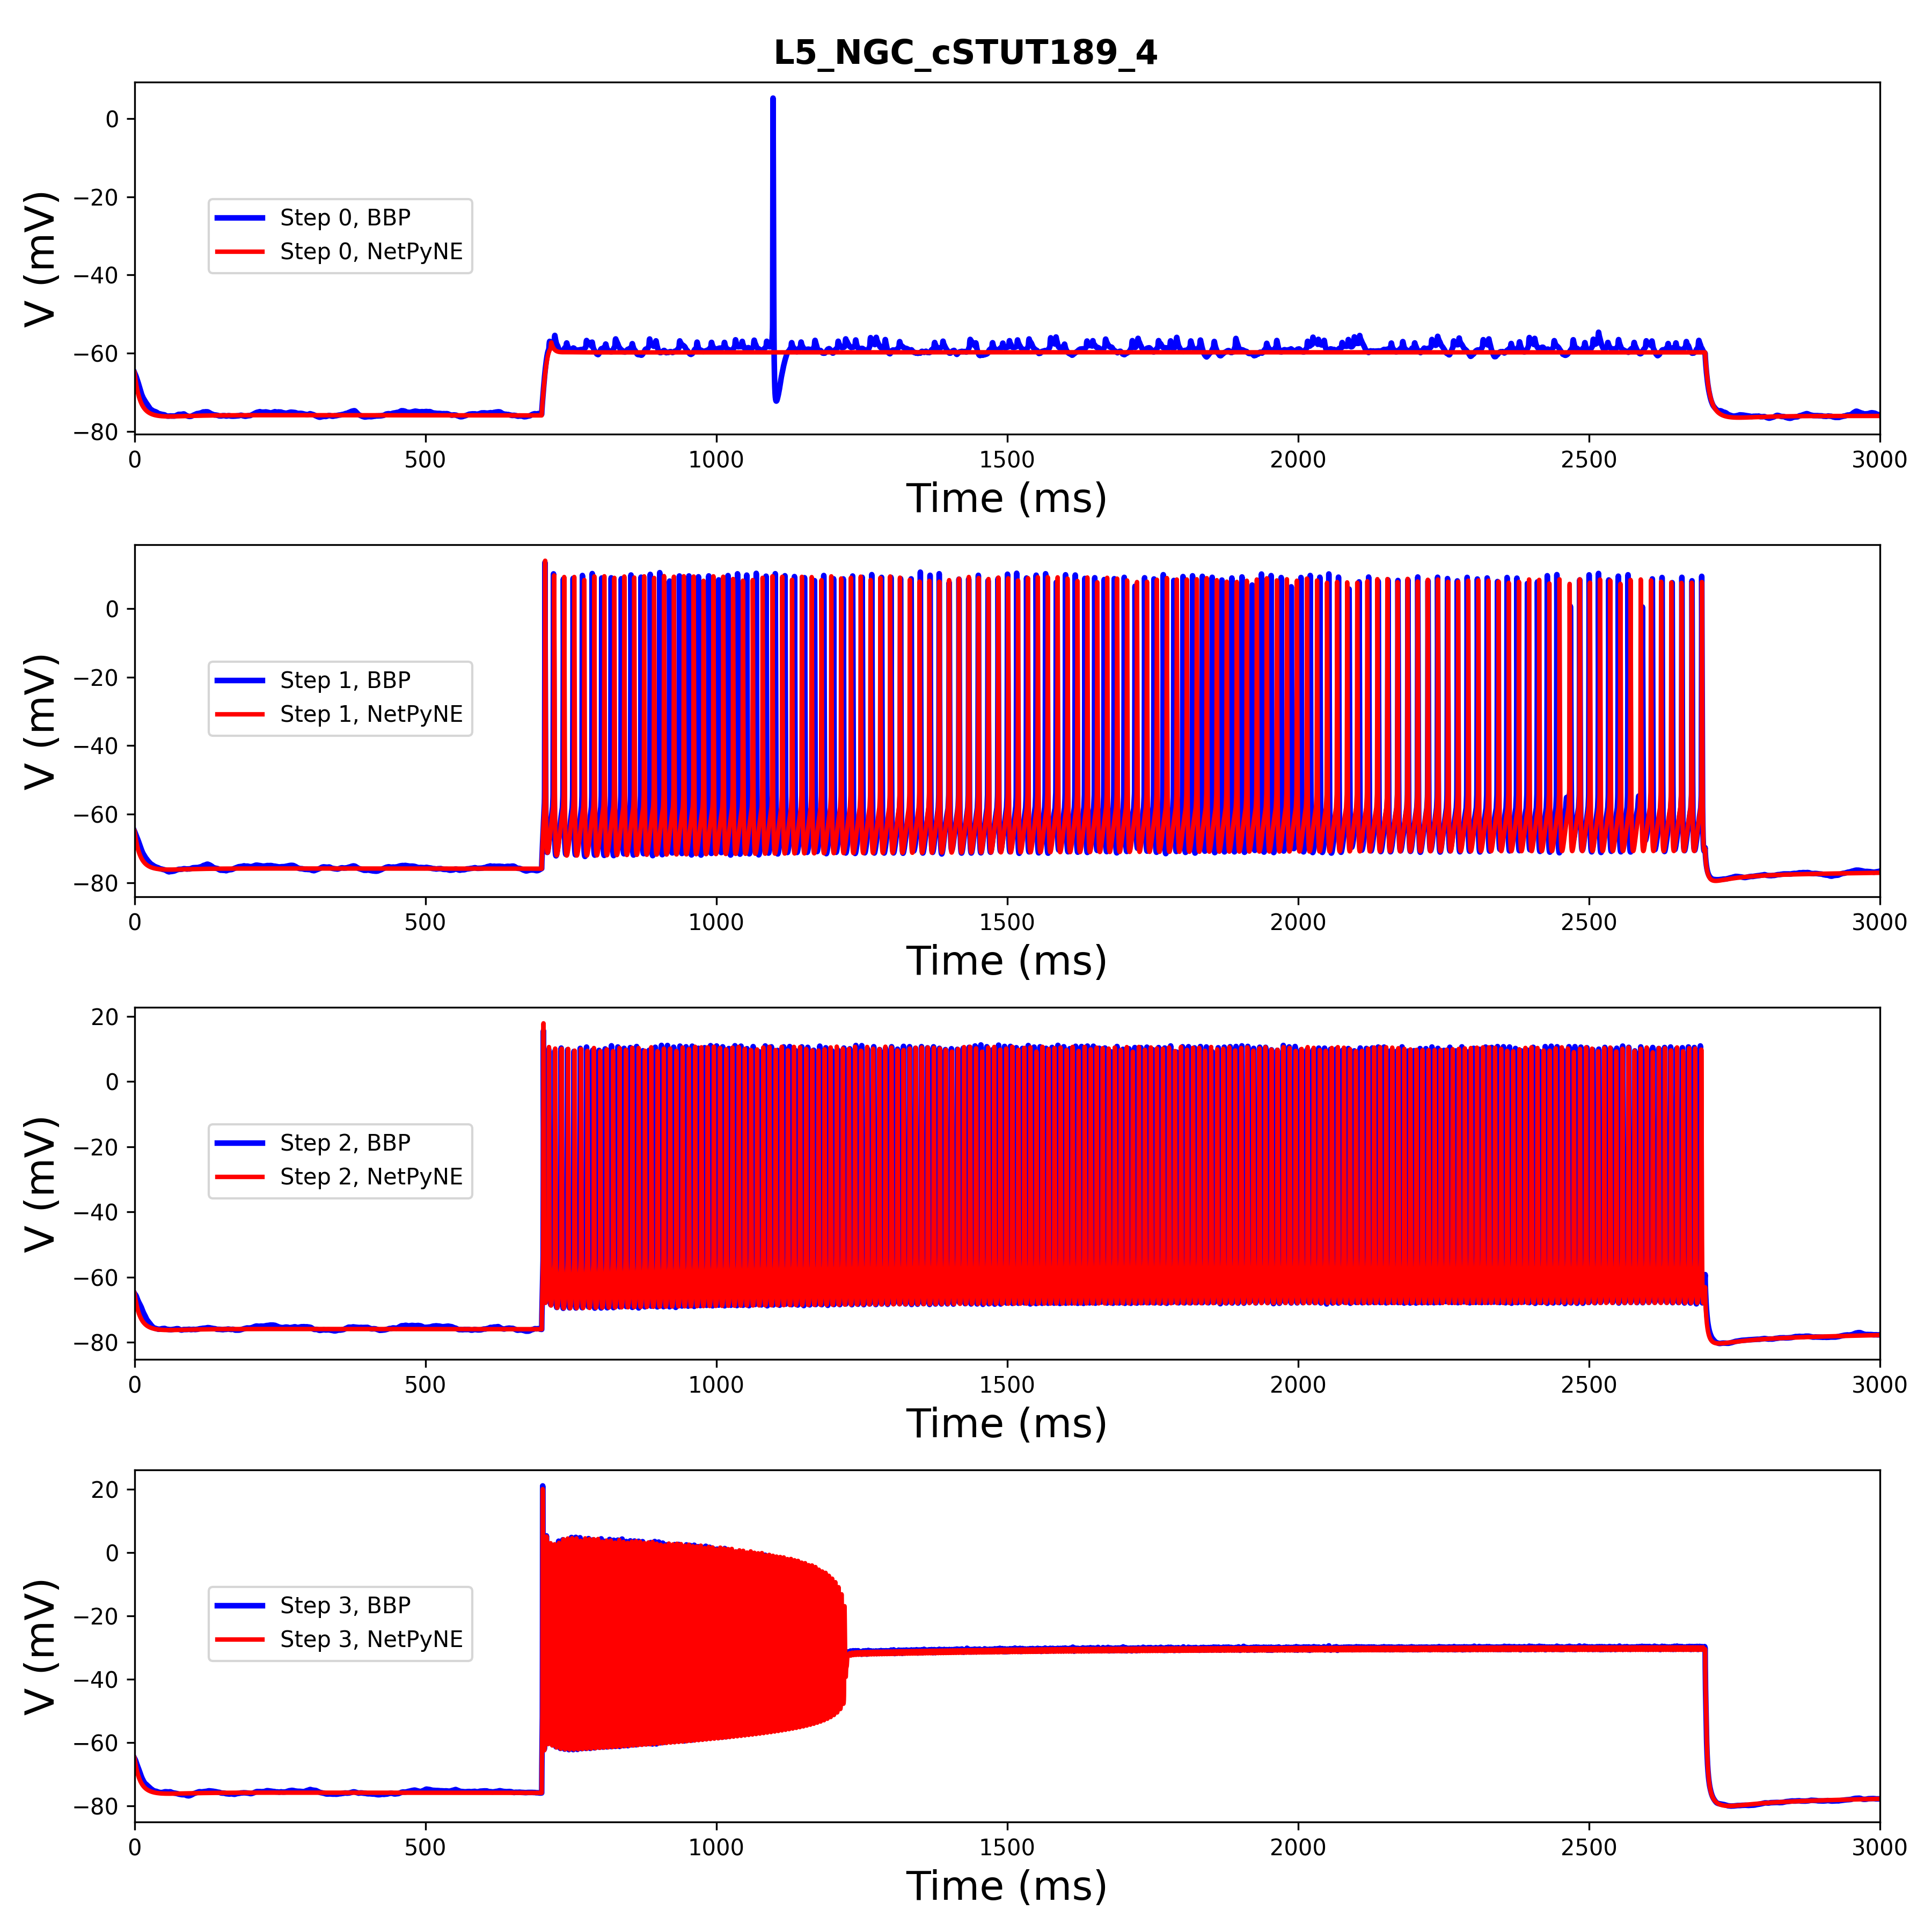 L5_NGC_cSTUT189_4
0
−20
−40
−60
−80
V (mV)
Step 0, BBP
Step 0, NetPyNE
0 500 1000 1500 2000 2500 3000
Time (ms)
0
−20
−40
−60
−80
V (mV)
Step 1, BBP
Step 1, NetPyNE
0 500 1000 1500 2000 2500 3000
Time (ms)
20
0
−20
−40
−60
−80
V (mV)
Step 2, BBP
Step 2, NetPyNE
0 500 1000 1500 2000 2500 3000
Time (ms)
20
0
−20
−40
−60
−80
V (mV)
Step 3, BBP
Step 3, NetPyNE
0 500 1000 1500 2000 2500 3000
Time (ms)